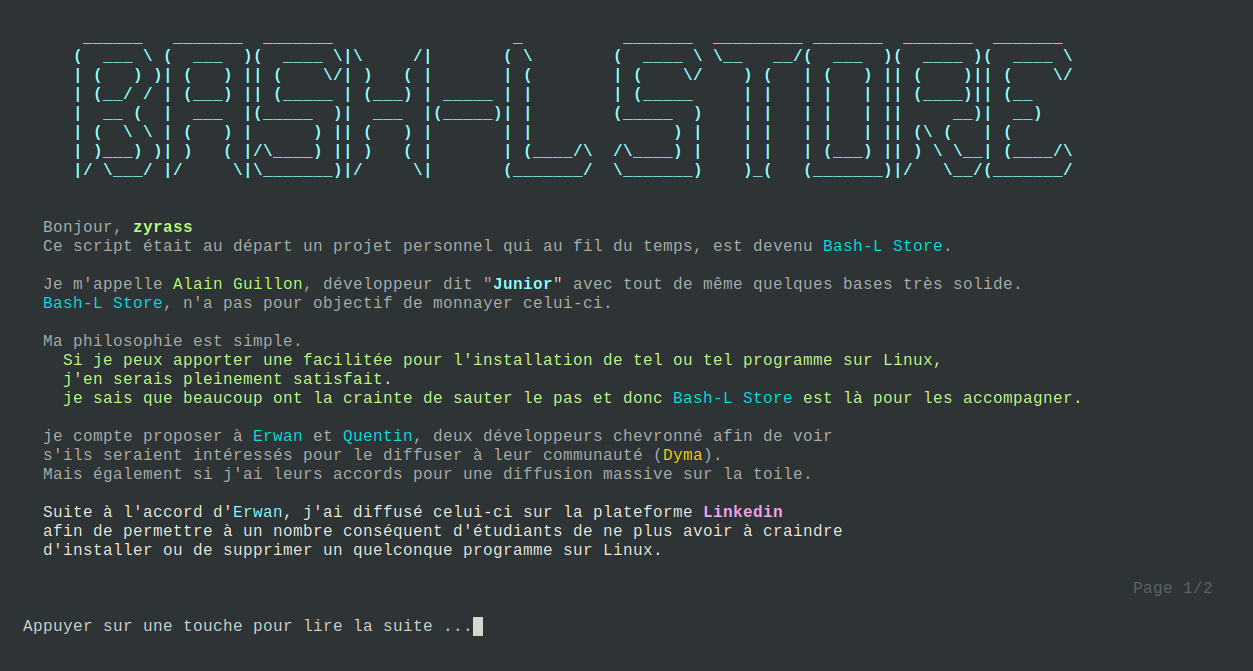 BASH-L STORE
Bonjour, zyrass
Ce script était au départ un projet personnel qui au fil du temps, est devenu Bash-L Store.
Je m'appelle Alain Guillon, développeur dit "Junior" avec tout de même quelques bases très solide.
Bash-L Store, n'a pas pour objectif de monnayer celui-ci.
Ma philosophie est simple.
Si je peux apporter une facilitée pour l'installation de tel ou tel programme sur Linux,
j'en serais pleinement satisfait.
je sais que beaucoup ont la crainte de sauter le pas et donc Bash-L Store est là pour les accompagner.
je compte proposer à Erwan et Quentin, deux développeurs chevronné afin de voir
s'ils seraient intéressés pour le diffuser à leur communauté (Dyma).
Mais également si j'ai leurs accords pour une diffusion massive sur la toile.
Suite à l'accord d'Erwan, j'ai diffusé celui-ci sur la plateforme Linkedin
afin de permettre à un nombre conséquent d'étudiants de ne plus avoir à craindre
d'installer ou de supprimer un quelconque programme sur Linux.
Page 1/2
Appuyer sur une touche pour lire la suite ...